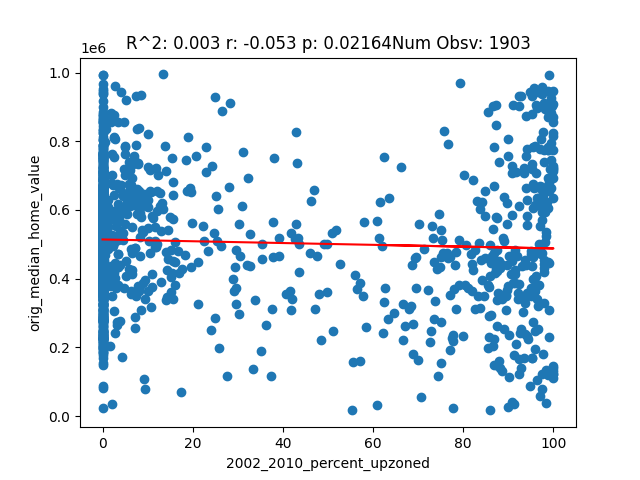 R^2: 0.003 r: -0.053 p: 0.02164Num Obsv: 1903
1e6
1.0
0.8
0.6
0.4
0.2
0.0
orig_median_home_value
0 20 40 60 80 100
2002_2010_percent_upzoned